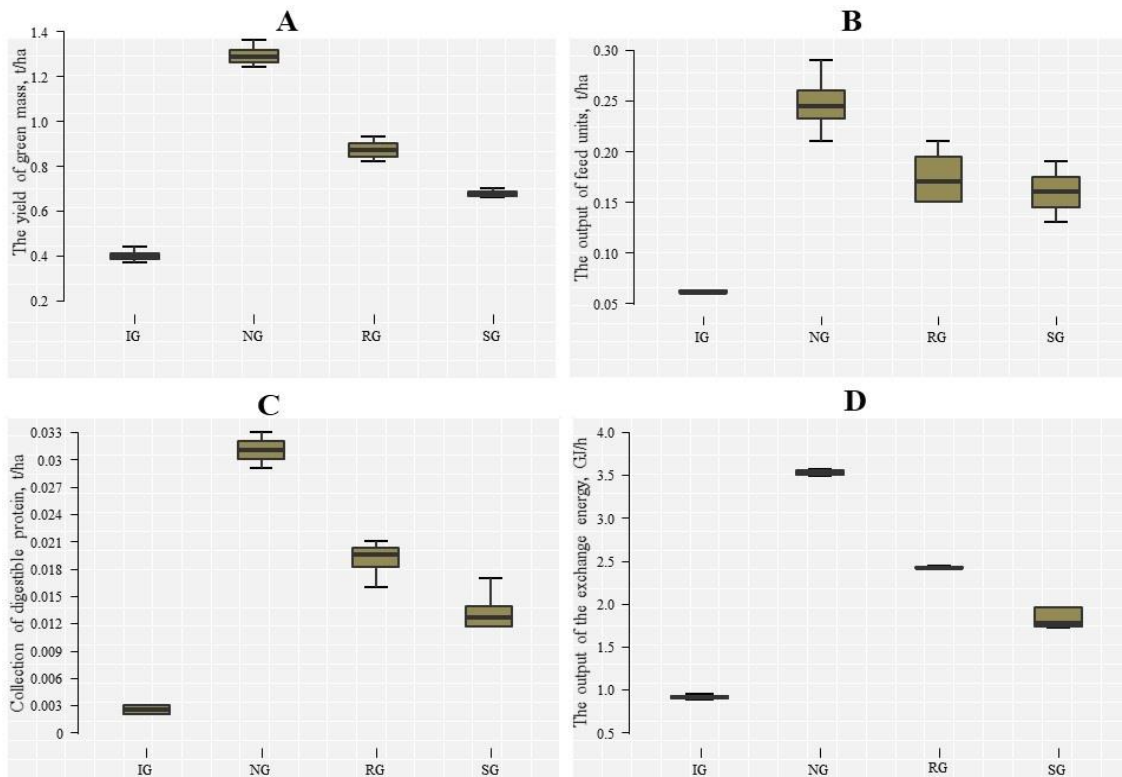 A
The yield of green mass, t/ha
1.4
1.2
1.0
0.8
0.6
0.4
0.2
IG NG RG SG
B
The output of feed units, t/ha
0.30
0.25
0.20
0.15
0.10
0.05
IG NG RG SG
C
Collection of digestible protein, t/ha
0.033
0.03
0.027
0.024
0.021
0.018
0.015
0.012
0.009
0.006
0.003
0
IG NG RG SG
D
The output of the exchange energy, GJ/h
4.0
3.5
3.0
2.5
2.0
1.5
1.0
0.5
IG NG RG SG